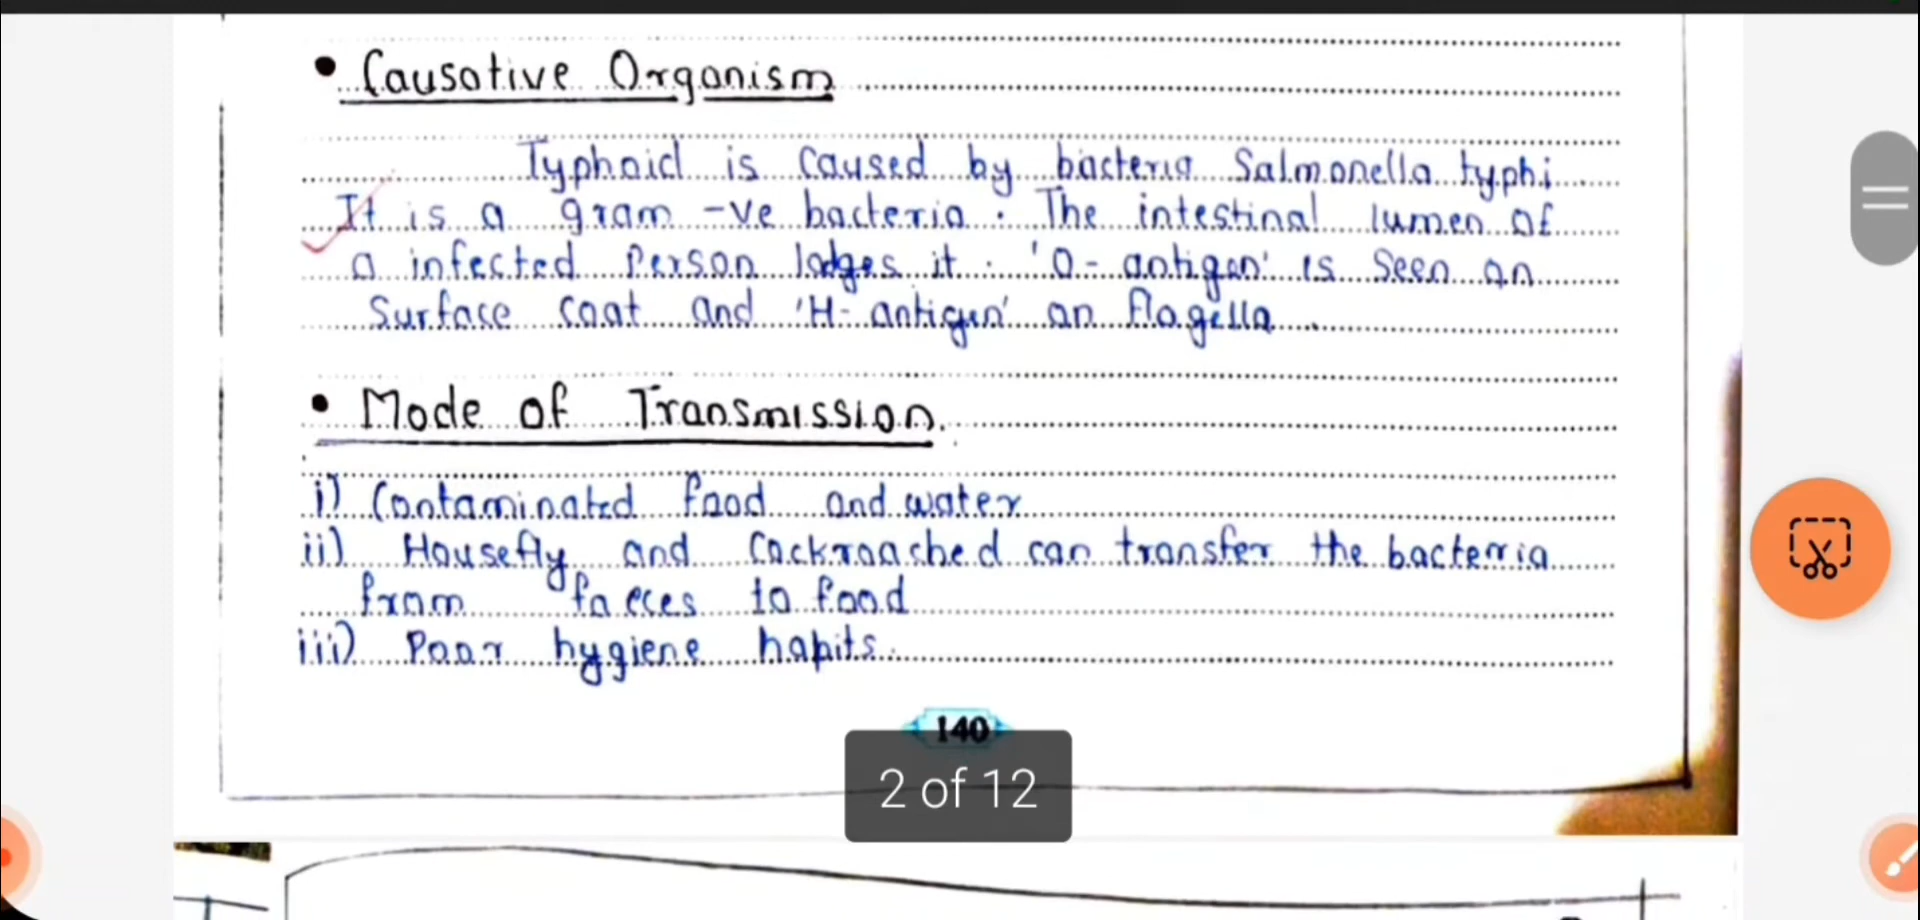 • Causative Organism
Typhoid is caused by bacteria Salmonella typhi
It is a gram -ve bacteria. The intestinal lumen of
a infected Person lodges it. 'O- antigen' is Seen on
Surface coat and 'H- antigen' on flagella.
• Mode of Transmission.
i) Contaminated food and water
ii) Housefly and Cockroached can transfer the bacteria
from faeces to food
iii) Poor hygiene habits.
140
2 of 12